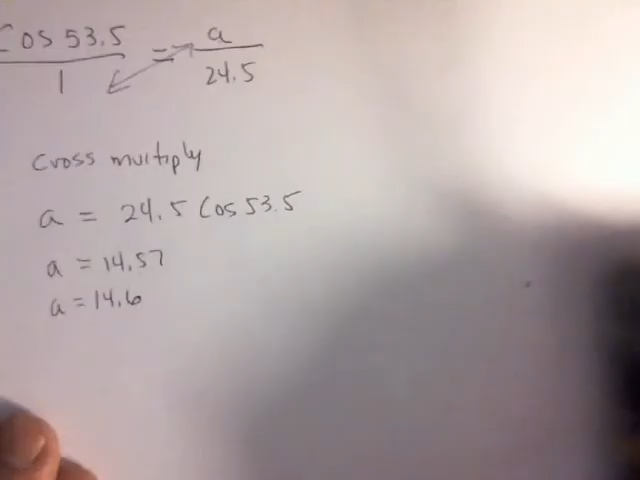 Cos 53.5 = a
1 24.5
Cross multiply
a = 24.5 Cos 53.5
a = 14.57
a = 14.6